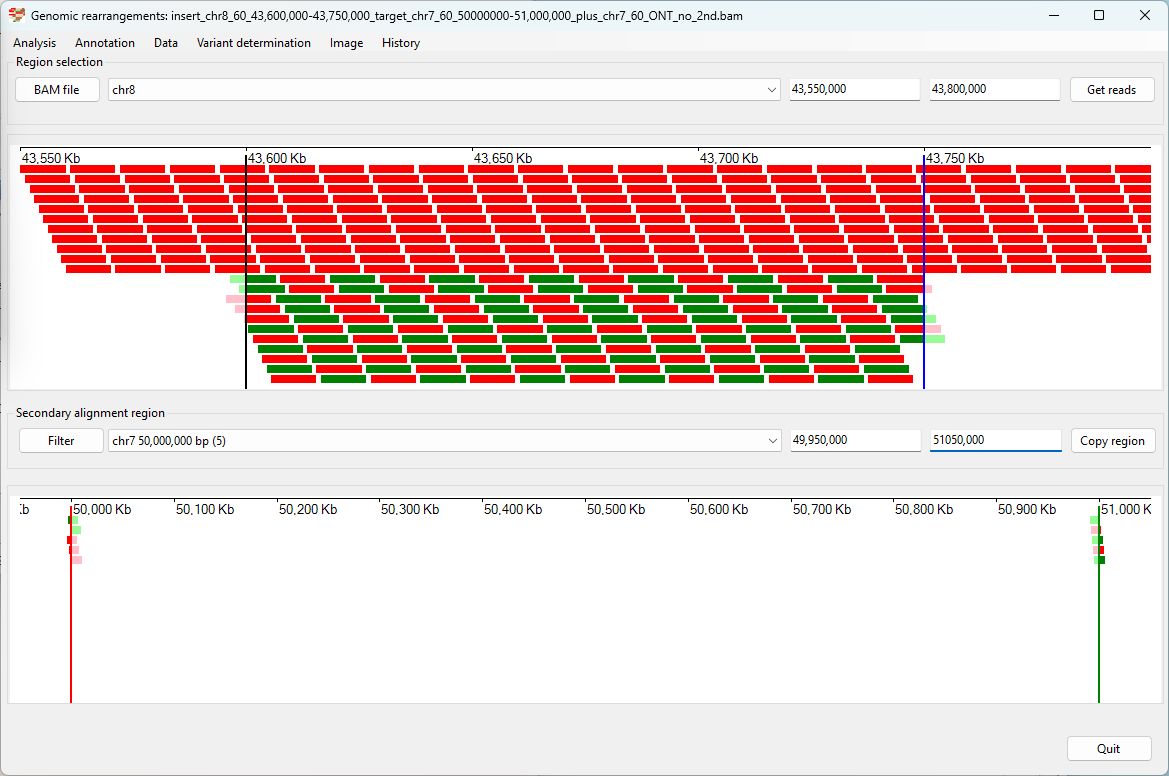 Genomic rearrangements: insert_chr8_60_43,600,000-43,750,000_target_chr7_60_50000000-51,000,000_plus_chr7_60_ONT_no_2nd.bam
Analysis Annotation Data Variant determination Image History
Region selection
BAM file chr8 43,550,000 43,800,000 Get reads
43,550 Kb 43,600 Kb 43,650 Kb 43,700 Kb 43,750 Kb
Secondary alignment region
Filter chr7 50,000,000 bp (5) 49,950,000 51050,000 Copy region
b 50,000 Kb 50,100 Kb 50,200 Kb 50,300 Kb 50,400 Kb 50,500 Kb 50,600 Kb 50,700 Kb 50,800 Kb 50,900 Kb 51,000 K
Quit